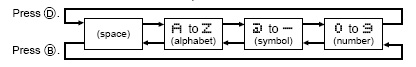 Press Ⓓ.
(space)
A to Z
(alphabet)
to –
(symbol)
0 to 9
(number)
Press Ⓑ.